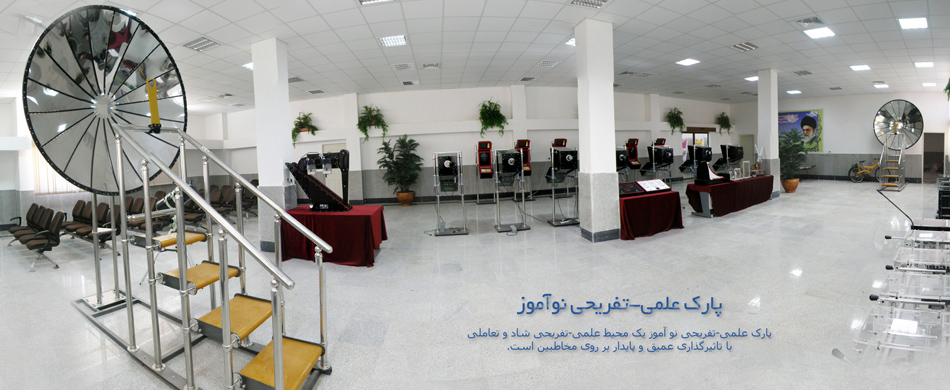 پارک علمی-تفریحی نوآموز
پارک علمی-تفریحی نو آموز یک محیط علمی-تفریحی شاد و تعاملی
با تاثیرگذاری عمیق و پایدار بر روی مخاطبین است.